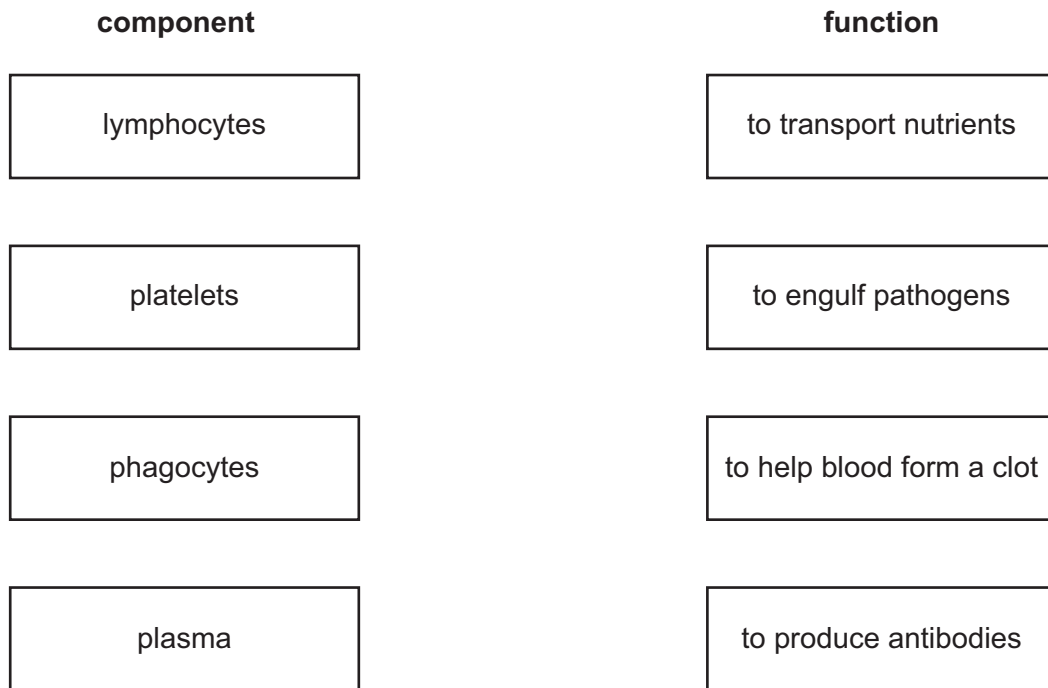 component function
lymphocytes to transport nutrients
platelets to engulf pathogens
phagocytes to help blood form a clot
plasma to produce antibodies